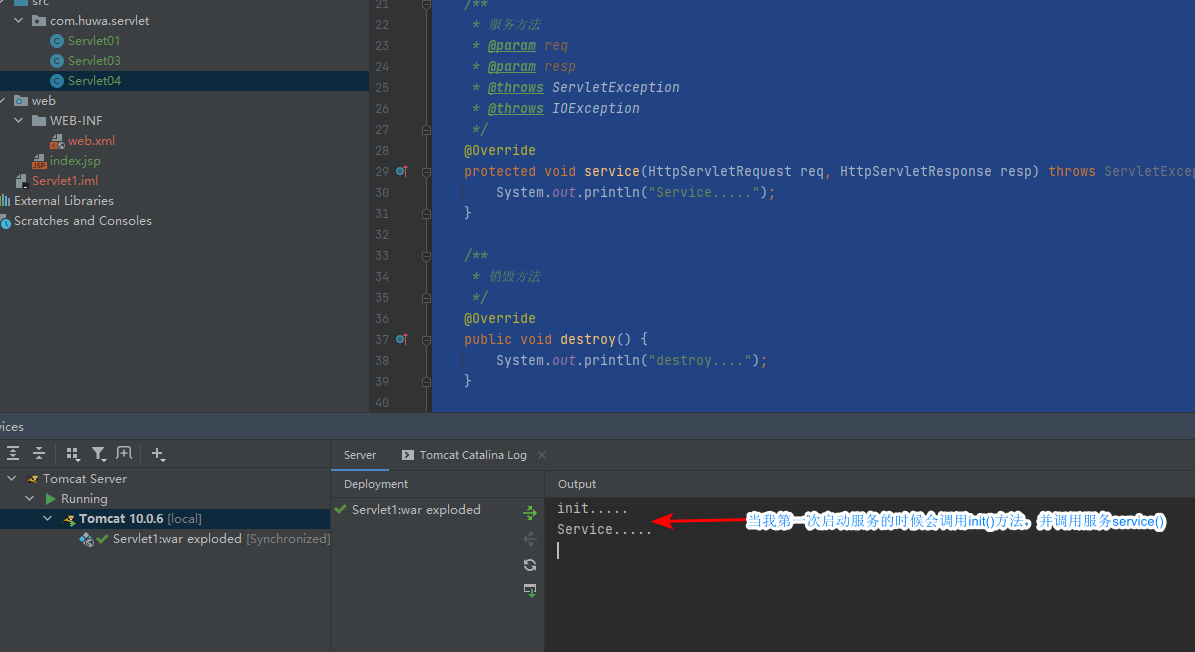 src
com.huwa.servlet
Servlet01
Servlet03
Servlet04
web
WEB-INF
web.xml
index.jsp
Servlet1.iml
External Libraries
Scratches and Consoles
21 /**
22 * 服务方法
23 * @param req
24 * @param resp
25 * @throws ServletException
26 * @throws IOException
27 */
28 @Override
29 protected void service(HttpServletRequest req, HttpServletResponse resp) throws ServletExcep
30 System.out.println("Service.....");
31 }
32
33 /**
34 * 销毁方法
35 */
36 @Override
37 public void destroy() {
38 System.out.println("destroy....");
39 }
40
vices
Tomcat Server
Running
Tomcat 10.0.6 [local]
Servlet1:war exploded [Synchronized]
Server
Tomcat Catalina Log
Deployment
Servlet1:war exploded
Output
init.....
Service.....
当我第一次启动服务的时候会调用init()方法，并调用服务service()